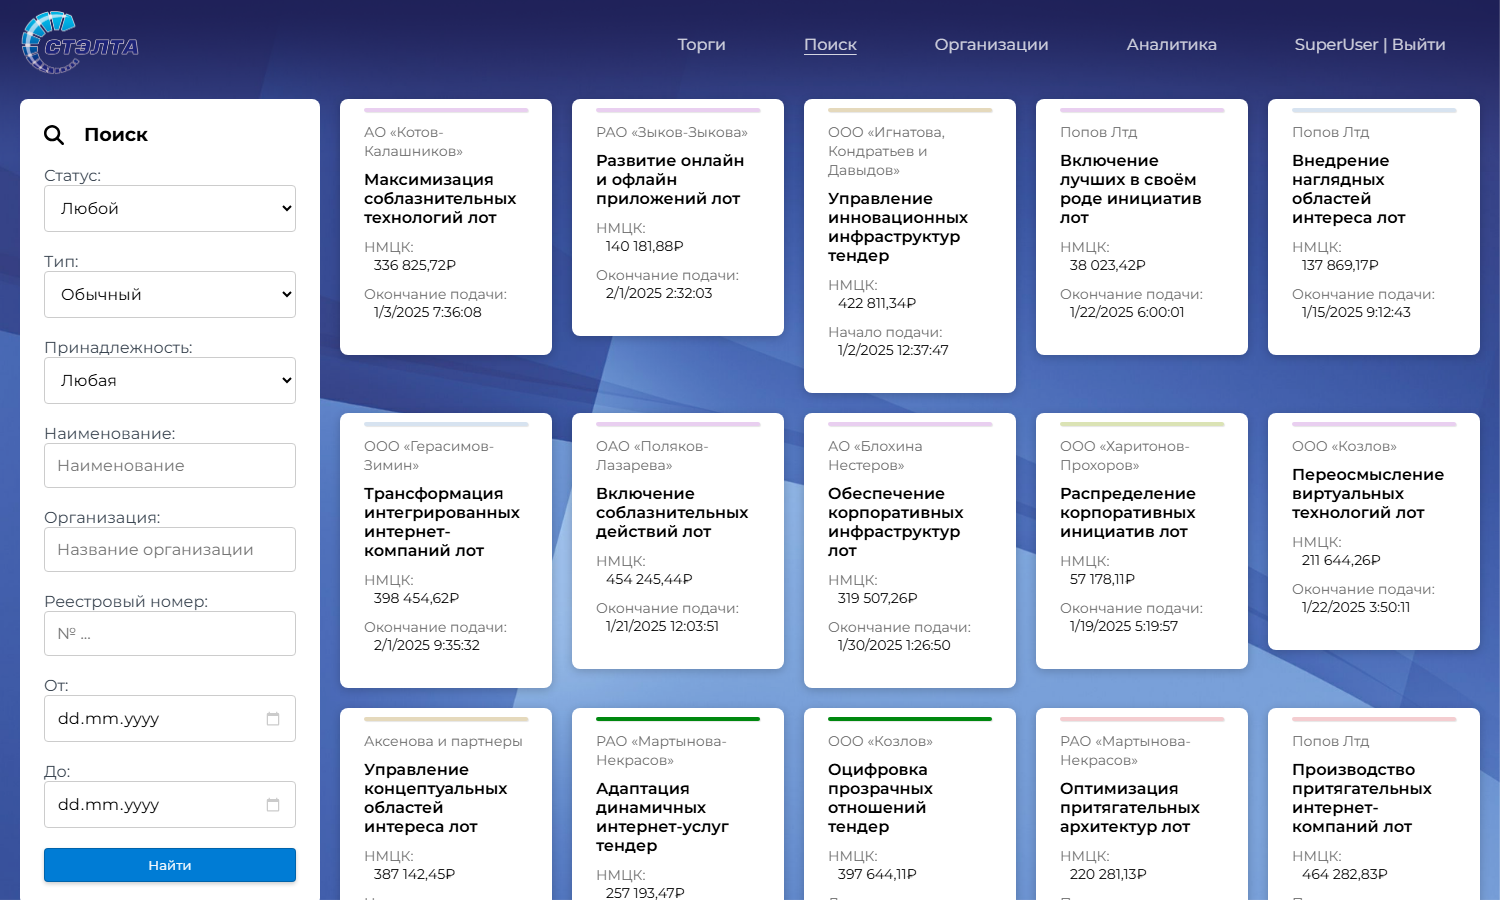 СТЭЛТА
Торги
Поиск
Организации
Аналитика
SuperUser | Выйти
Поиск
Статус:
Любой
Тип:
Обычный
Принадлежность:
Любая
Наименование:
Наименование
Организация:
Название организации
Реестровый номер:
№ ...
От:
dd.mm.yyyy
До:
dd.mm.yyyy
Найти
АО «Котов-
Калашников»
Максимизация
соблазнительных
технологий лот
НМЦК:
336 825,72₽
Окончание подачи:
1/3/2025 7:36:08
РАО «Зыков-Зыкова»
Развитие онлайн
и офлайн
приложений лот
НМЦК:
140 181,88₽
Окончание подачи:
2/1/2025 2:32:03
ООО «Игнатова,
Кондратьев и
Давыдов»
Управление
инновационных
инфраструктур
тендер
НМЦК:
422 811,34₽
Начало подачи:
1/2/2025 12:37:47
Попов Лтд
Включение
лучших в своём
роде инициатив
лот
НМЦК:
38 023,42₽
Окончание подачи:
1/22/2025 6:00:01
Попов Лтд
Внедрение
наглядных
областей
интереса лот
НМЦК:
137 869,17₽
Окончание подачи:
1/15/2025 9:12:43
ООО «Герасимов-
Зимин»
Трансформация
интегрированных
интернет-
компаний лот
НМЦК:
398 454,62₽
Окончание подачи:
2/1/2025 9:35:32
ОАО «Поляков-
Лазарева»
Включение
соблазнительных
действий лот
НМЦК:
454 245,44₽
Окончание подачи:
1/21/2025 12:03:51
АО «Блохина
Нестеров»
Обеспечение
корпоративных
инфраструктур
лот
НМЦК:
319 507,26₽
Окончание подачи:
1/30/2025 1:26:50
ООО «Харитонов-
Прохоров»
Распределение
корпоративных
инициатив лот
НМЦК:
57 178,11₽
Окончание подачи:
1/19/2025 5:19:57
ООО «Козлов»
Переосмысление
виртуальных
технологий лот
НМЦК:
211 644,26₽
Окончание подачи:
1/22/2025 3:50:11
Аксенова и партнеры
Управление
концептуальных
областей
интереса лот
НМЦК:
387 142,45₽
РАО «Мартынова-
Некрасов»
Адаптация
динамичных
интернет-услуг
тендер
НМЦК:
257 193,47₽
ООО «Козлов»
Оцифровка
прозрачных
отношений
тендер
НМЦК:
397 644,11₽
РАО «Мартынова-
Некрасов»
Оптимизация
притягательных
архитектур лот
НМЦК:
220 281,13₽
Попов Лтд
Производство
притягательных
интернет-
компаний лот
НМЦК:
464 282,83₽